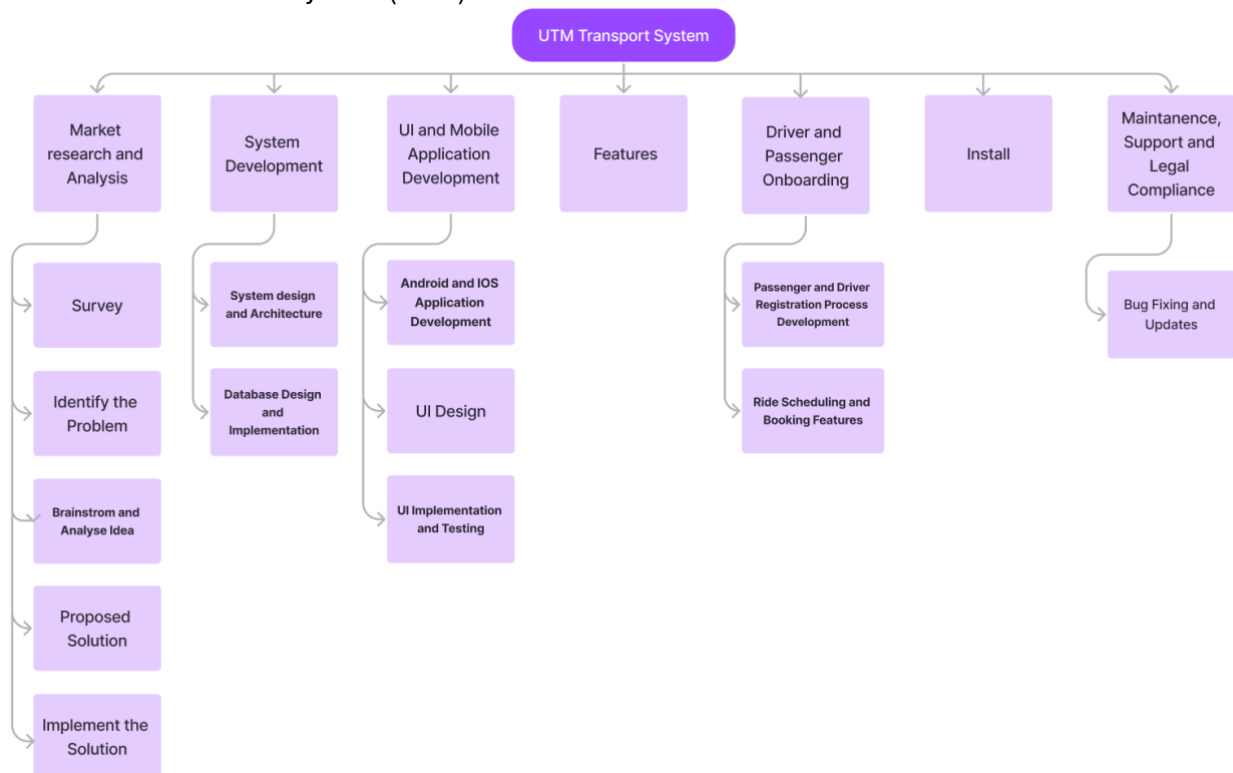 UTM Transport System
Market
research and
Analysis
System
Development
UI and Mobile
Application
Development
Features
Driver and
Passenger
Onboarding
Install
Maintanence,
Support and
Legal
Compliance
Survey
Identify the
Problem
Brainstrom and
Analyse Idea
Proposed
Solution
Implement the
Solution
System design
and Architecture
Database Design
and
Implementation
Android and IOS
Application
Development
UI Design
UI Implementation
and Testing
Passenger and Driver
Registration Process
Development
Ride Scheduling and
Booking Features
Bug Fixing and
Updates